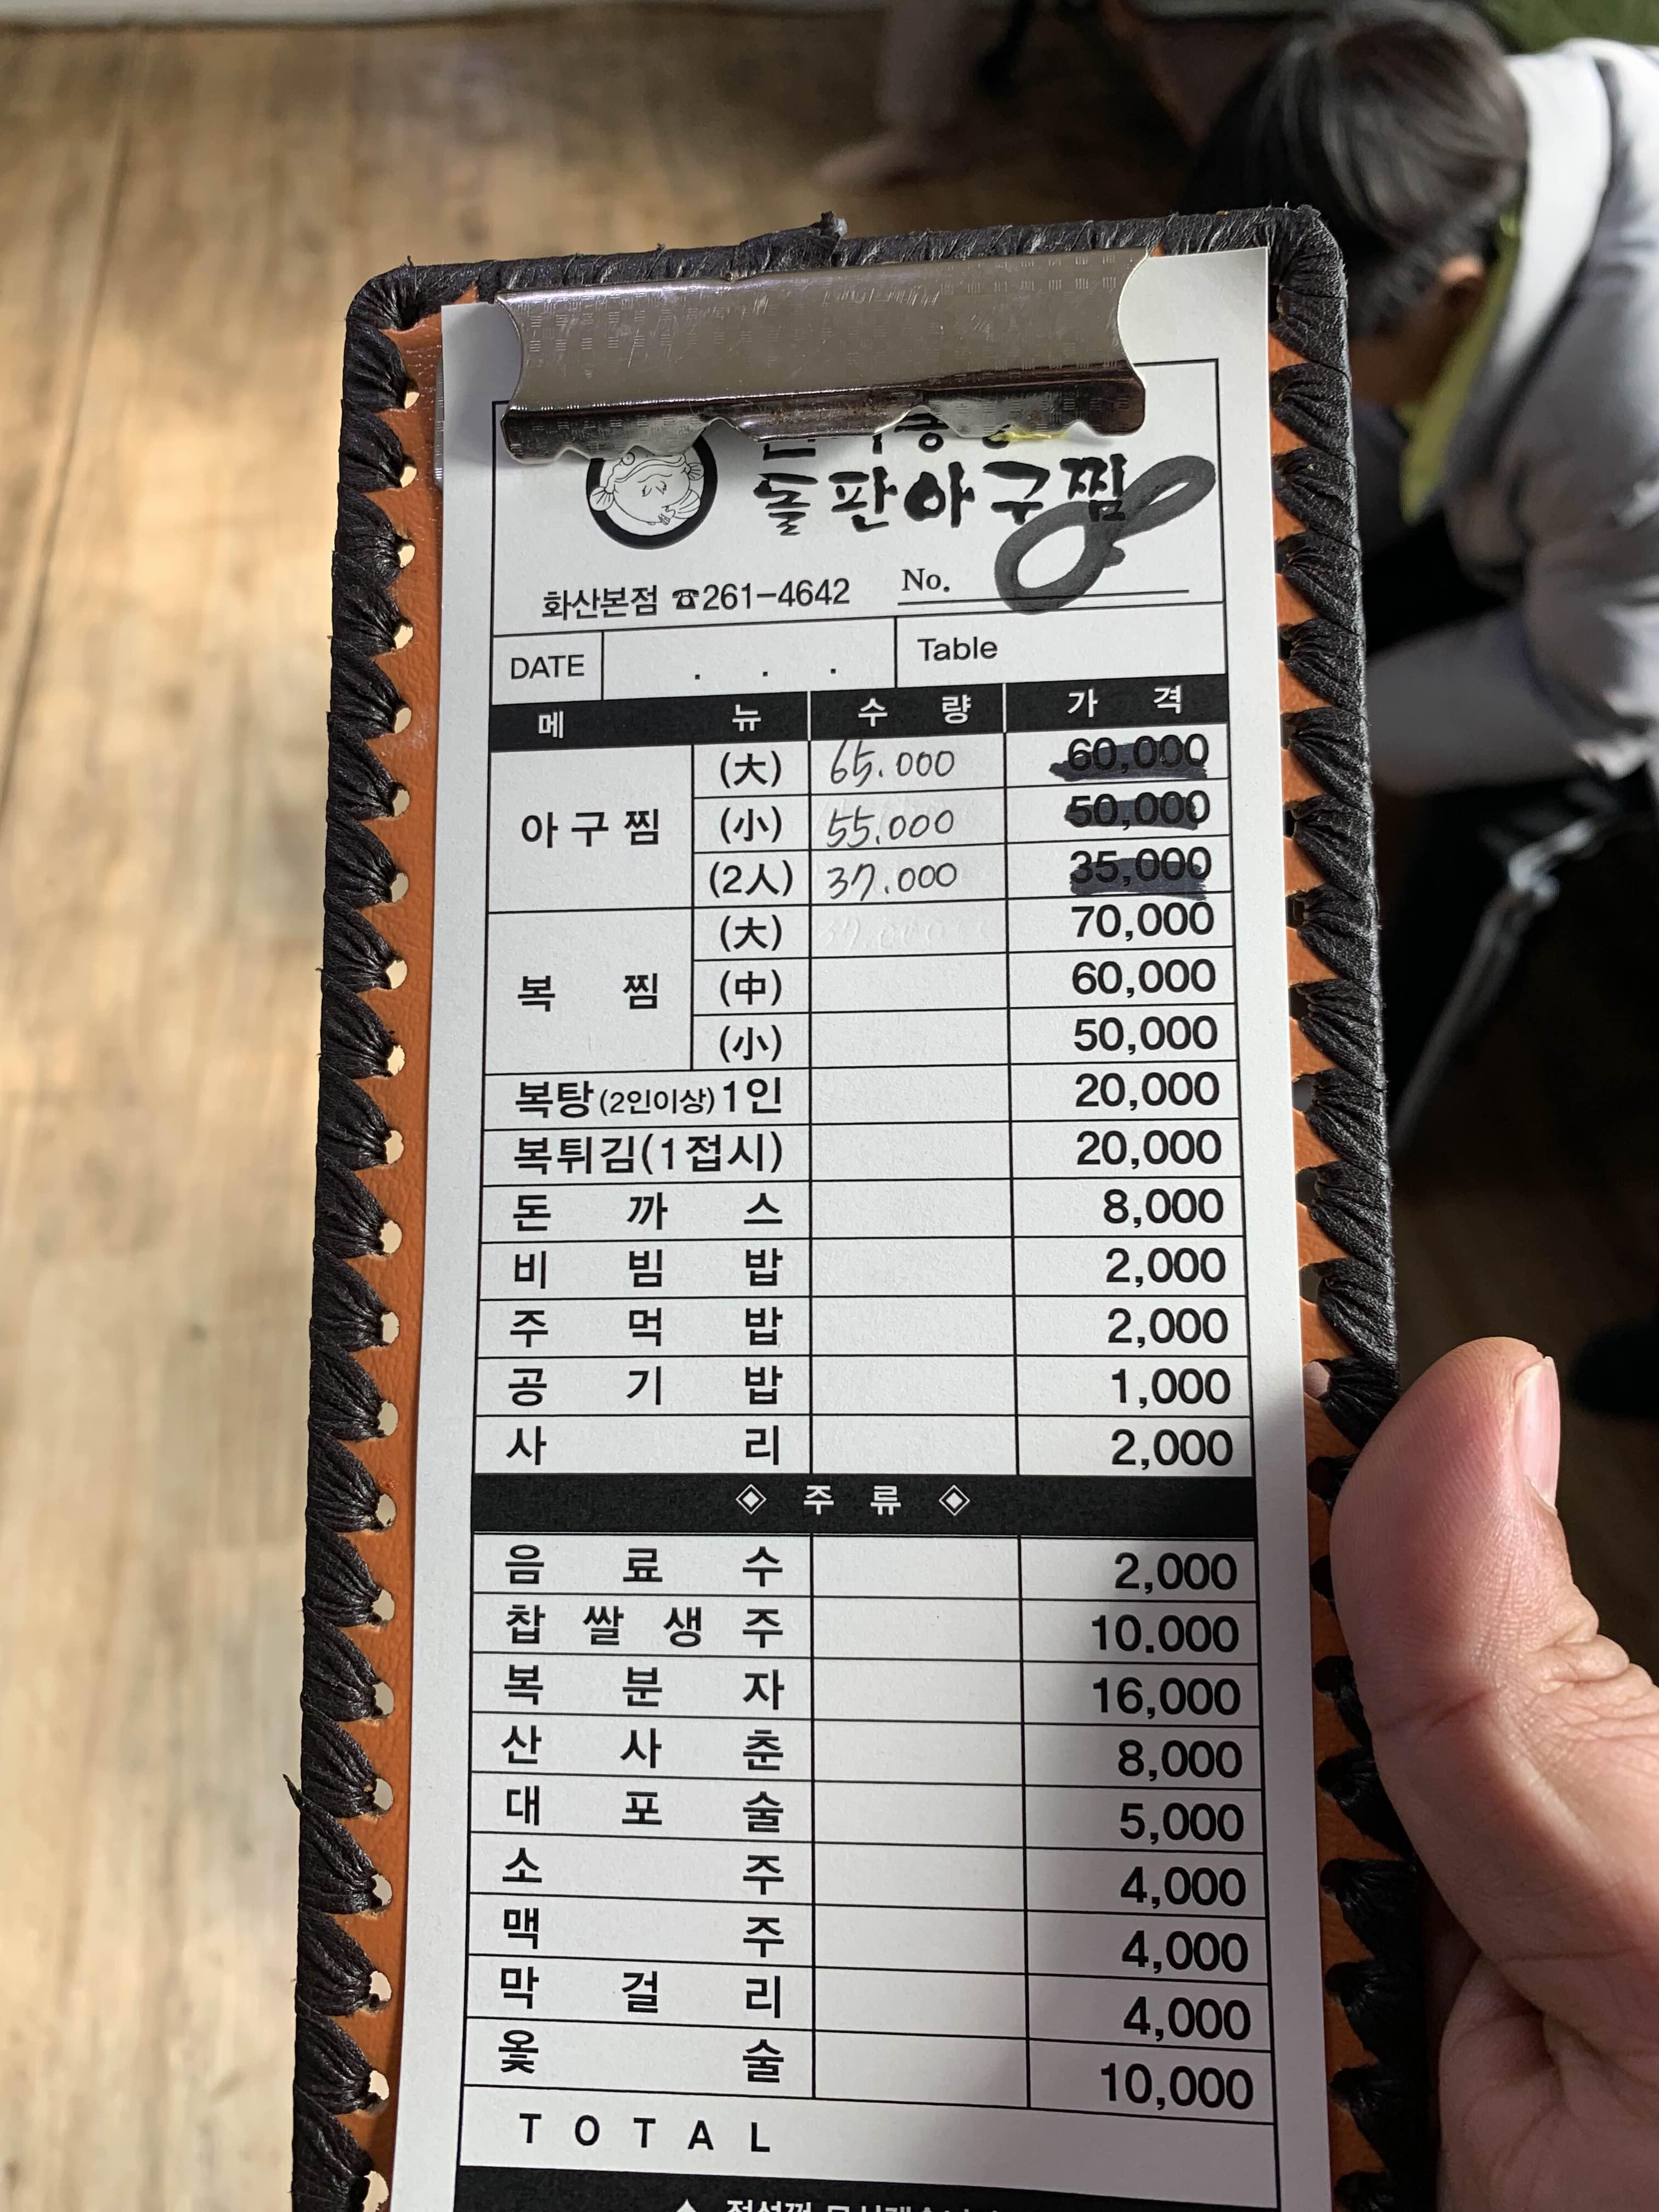 돌판아구찜
화산본점 ☎261-4642 No. 8
DATE . . . Table
메 뉴 수 량 가 격
아구찜 (大) 65.000 60,000
(小) 55.000 50,000
(2人) 37.000 35,000
복 찜 (大) 70,000
(中) 60,000
(小) 50,000
복탕(2인이상)1인 20,000
복튀김(1접시) 20,000
돈 까 스 8,000
비 빔 밥 2,000
주 먹 밥 2,000
공 기 밥 1,000
사 리 2,000
◈ 주 류 ◈
음 료 수 2,000
찹 쌀 생 주 10.000
복 분 자 16,000
산 사 춘 8,000
대 포 술 5,000
소 주 4,000
맥 주 4,000
막 걸 리 4,000
옻 술 10,000
TOTAL